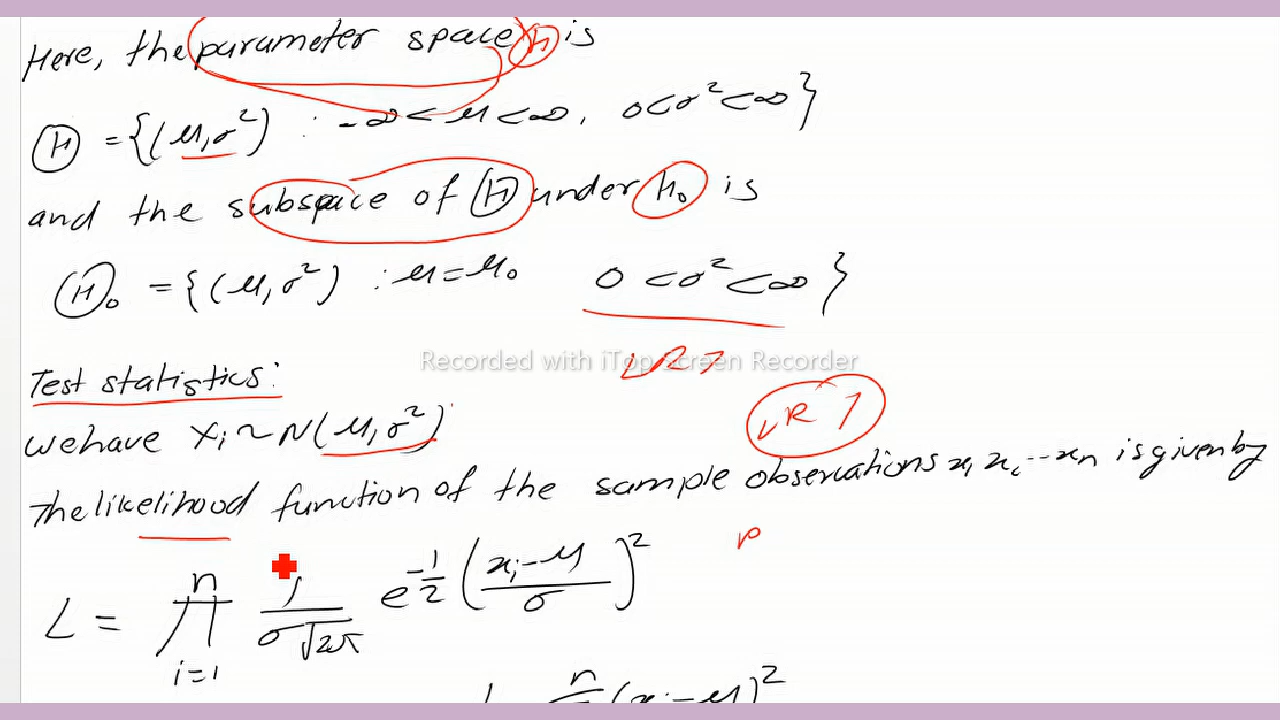 Here, the parameter space Ⓗ is
Ⓗ = {(μ, σ²) : -∞ < μ < ∞, 0 < σ² < ∞}
and the subspace of Ⓗ under H₀ is
Ⓗ₀ = {(μ, σ²) : μ = μ₀ 0 < σ² < ∞}
Recorded with iTop Screen Recorder
LR T
Test statistics:
LR T
we have Xᵢ ~ N(μ, σ²)
The likelihood function of the sample observations x₁ x₂ ... xₙ is given by
L = ∏ᵢ₌₁ⁿ 1/(σ√2π) e^(-1/2 ((xᵢ - μ)/σ)²)